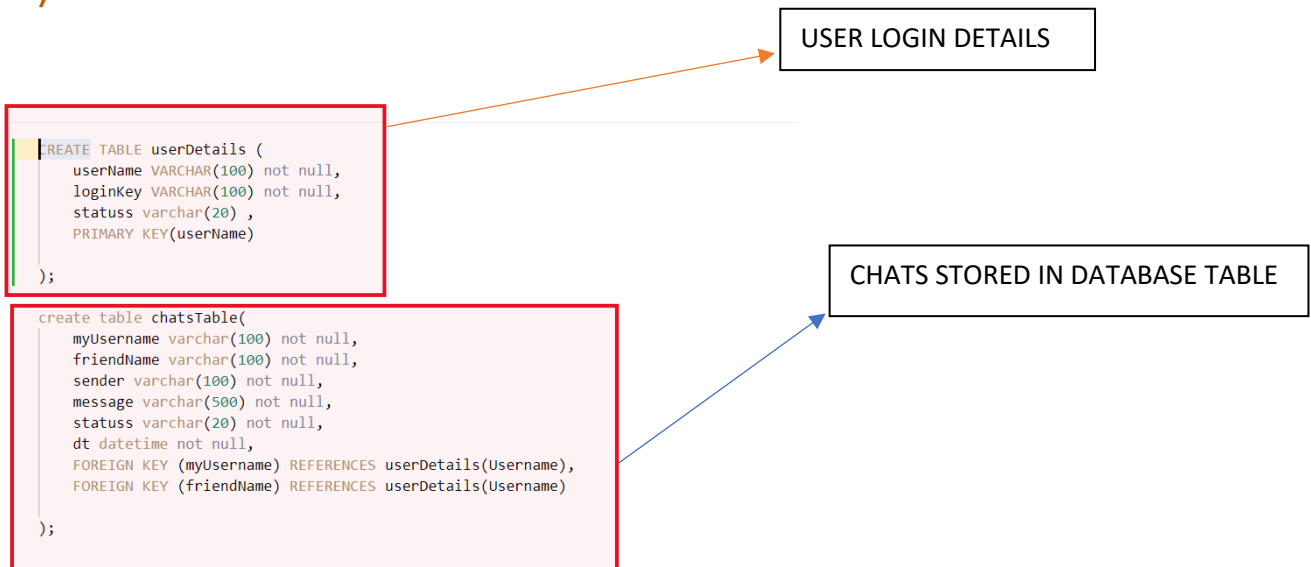 USER LOGIN DETAILS
CREATE TABLE userDetails (
userName VARCHAR(100) not null,
loginKey VARCHAR(100) not null,
statuss varchar(20) ,
PRIMARY KEY(userName)
);
CHATS STORED IN DATABASE TABLE
create table chatsTable(
myUsername varchar(100) not null,
friendName varchar(100) not null,
sender varchar(100) not null,
message varchar(500) not null,
statuss varchar(20) not null,
dt datetime not null,
FOREIGN KEY (myUsername) REFERENCES userDetails(Username),
FOREIGN KEY (friendName) REFERENCES userDetails(Username)
);